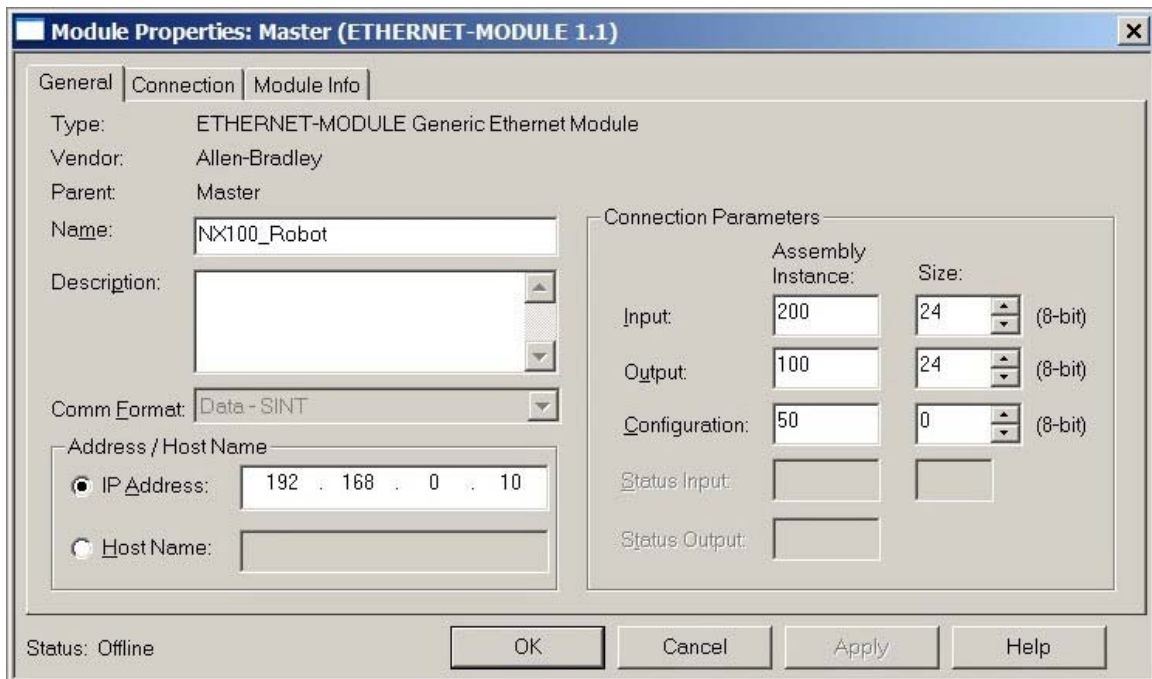 Module Properties: Master (ETHERNET-MODULE 1.1)
General Connection Module Info
Type: ETHERNET-MODULE Generic Ethernet Module
Vendor: Allen-Bradley
Parent: Master
Name: NX100_Robot
Description:
Comm Format: Data - SINT
Address / Host Name
IP Address: 192 . 168 . 0 . 10
Host Name:
Connection Parameters
Assembly Instance: Size:
Input: 200 24 (8-bit)
Output: 100 24 (8-bit)
Configuration: 50 0 (8-bit)
Status Input:
Status Output:
Status: Offline
OK Cancel Apply Help